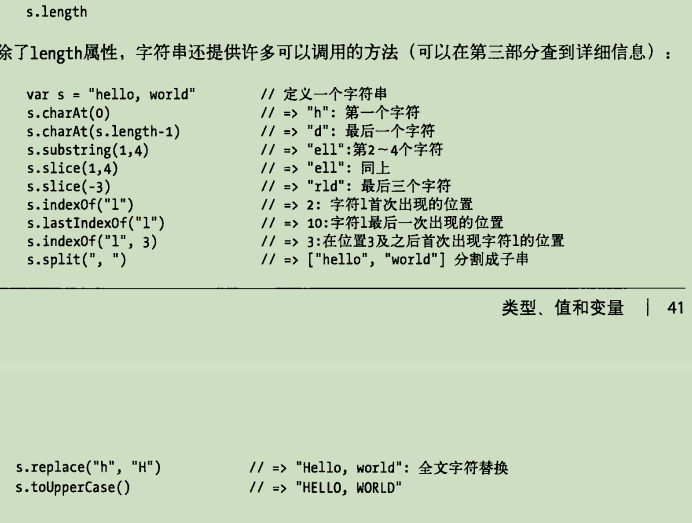 s.length
除了length属性，字符串还提供许多可以调用的方法（可以在第三部分查到详细信息）：
var s = "hello, world" // 定义一个字符串
s.charAt(0) // => "h": 第一个字符
s.charAt(s.length-1) // => "d": 最后一个字符
s.substring(1,4) // => "ell":第2～4个字符
s.slice(1,4) // => "ell": 同上
s.slice(-3) // => "rld": 最后三个字符
s.indexOf("l") // => 2: 字符l首次出现的位置
s.lastIndexOf("l") // => 10:字符l最后一次出现的位置
s.indexOf("l", 3) // => 3:在位置3及之后首次出现字符l的位置
s.split(", ") // => ["hello", "world"] 分割成子串
类型、值和变量 | 41
s.replace("h", "H") // => "Hello, world": 全文字符替换
s.toUpperCase() // => "HELLO, WORLD"